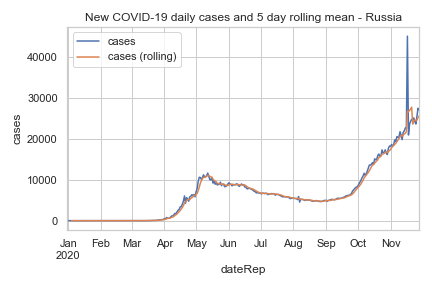 New COVID-19 daily cases and 5 day rolling mean - Russia
cases
cases (rolling)
40000
30000
20000
10000
0
cases
Jan Feb Mar Apr May Jun Jul Aug Sep Oct Nov
2020
dateRep